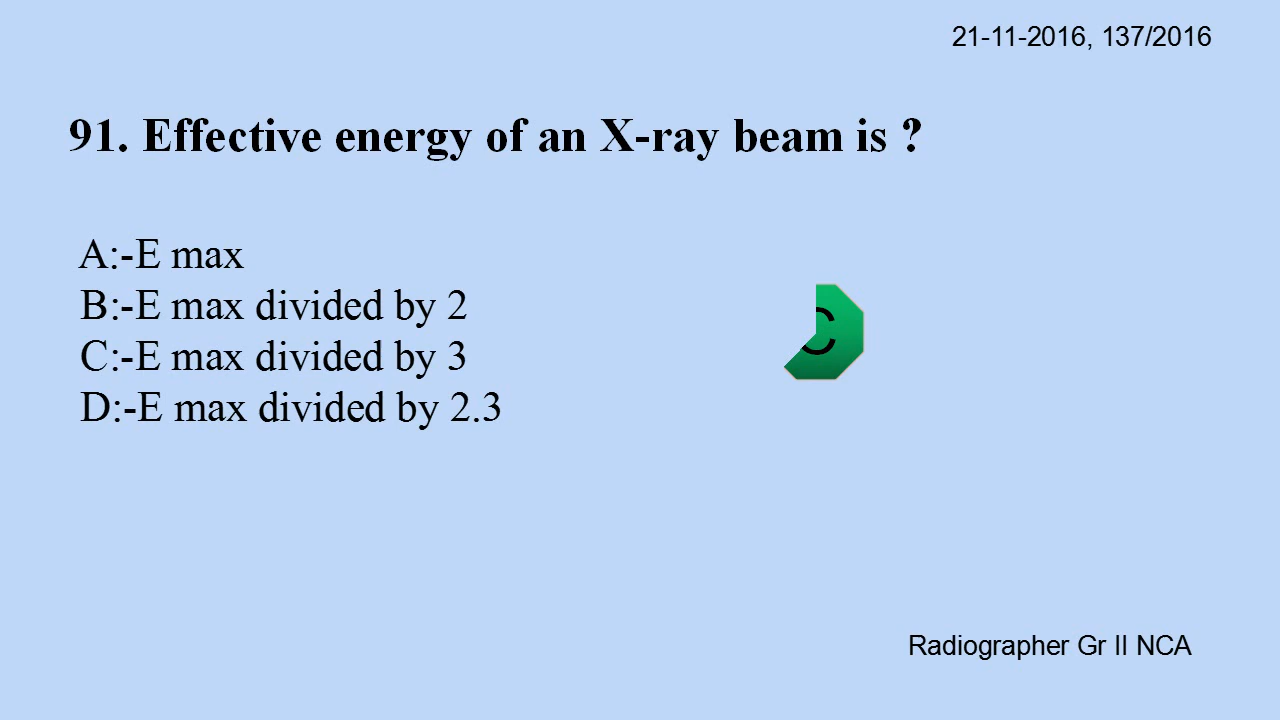 21-11-2016, 137/2016
91. Effective energy of an X-ray beam is ?
A:-E max
B:-E max divided by 2
C:-E max divided by 3
D:-E max divided by 2.3
C
Radiographer Gr II NCA